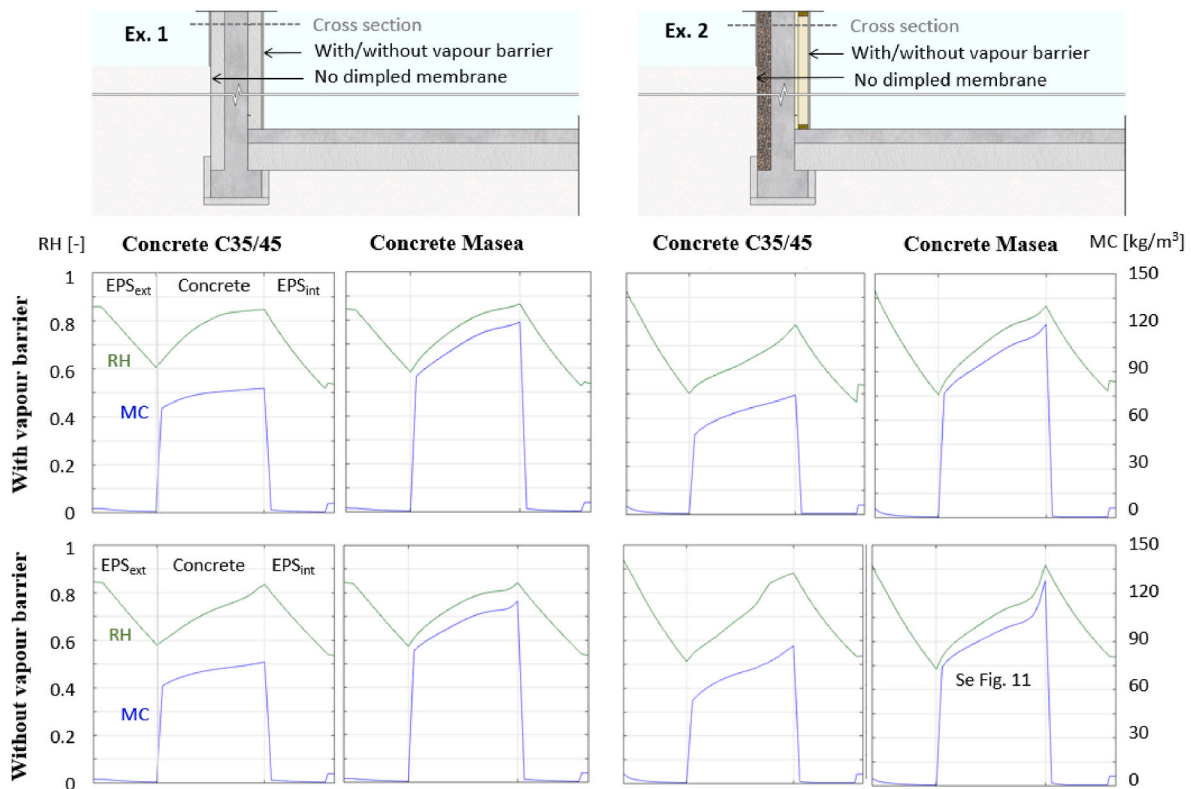 Ex. 1
Cross section
With/without vapour barrier
No dimpled membrane
Ex. 2
Cross section
With/without vapour barrier
No dimpled membrane
RH [-]
Concrete C35/45
Concrete Masea
Concrete C35/45
Concrete Masea
MC [kg/m³]
With vapour barrier
1
0.8
0.6
0.4
0.2
0
EPSext
Concrete
EPSint
RH
MC
150
120
90
60
30
0
Without vapour barrier
1
0.8
0.6
0.4
0.2
0
EPSext
Concrete
EPSint
RH
MC
Se Fig. 11
150
120
90
60
30
0